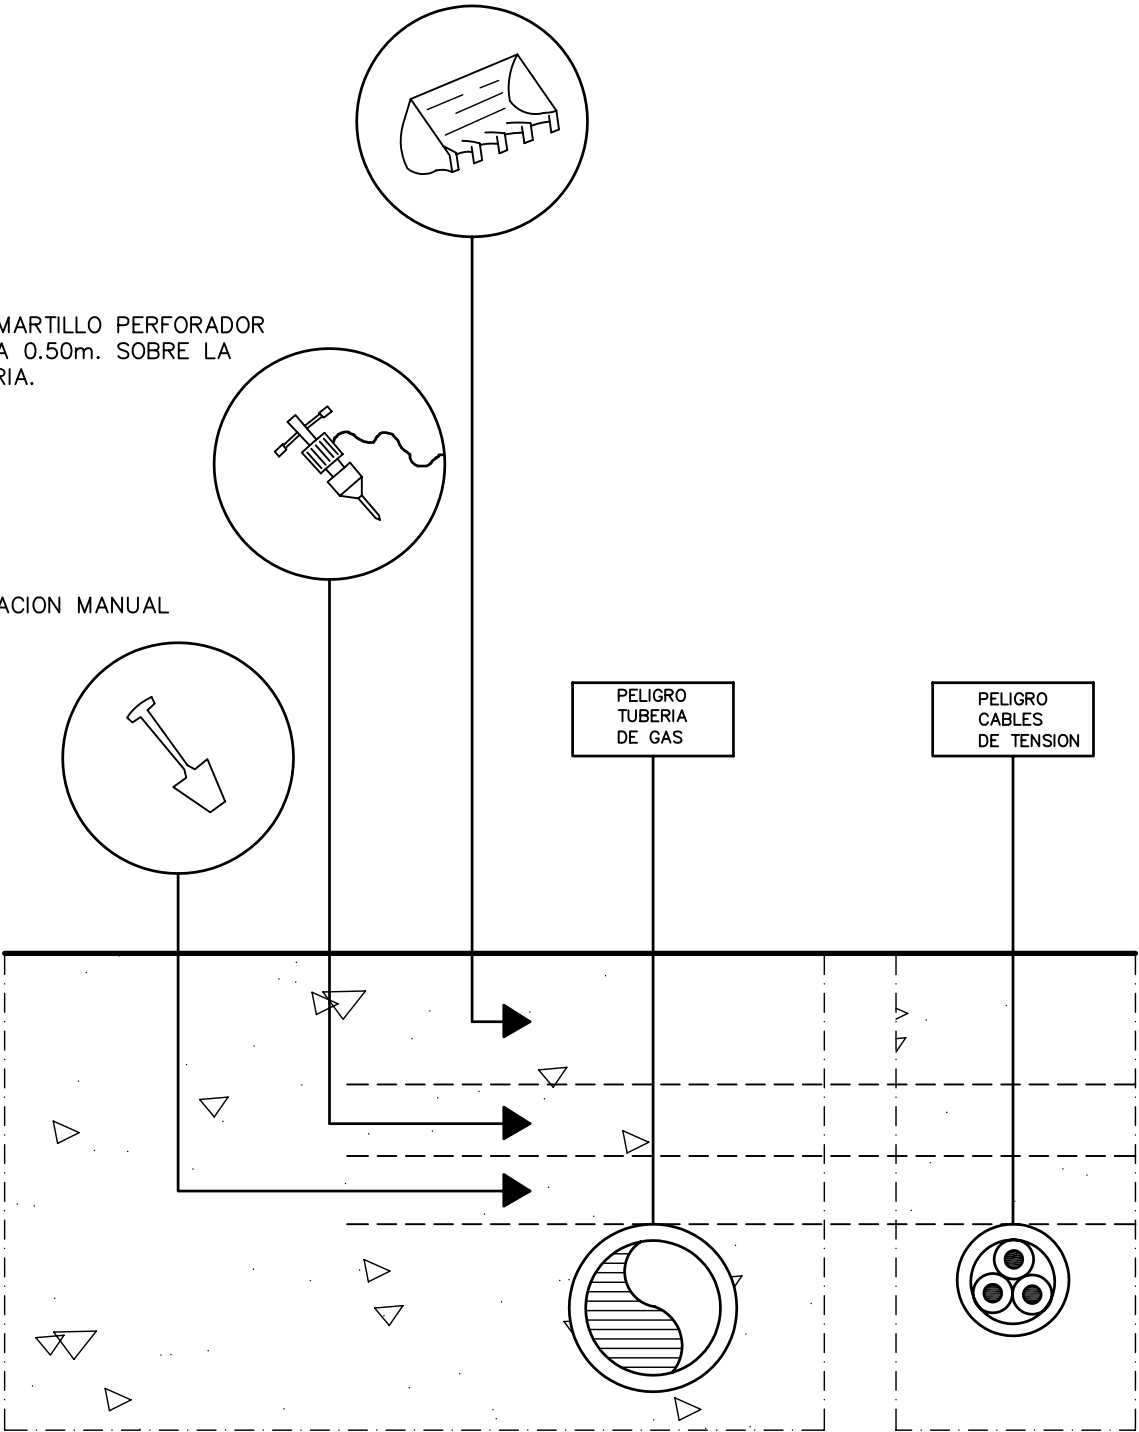 MARTILLO PERFORADOR
A 0.50m. SOBRE LA
RIA.
ACION MANUAL
PELIGRO
TUBERIA
DE GAS
PELIGRO
CABLES
DE TENSION